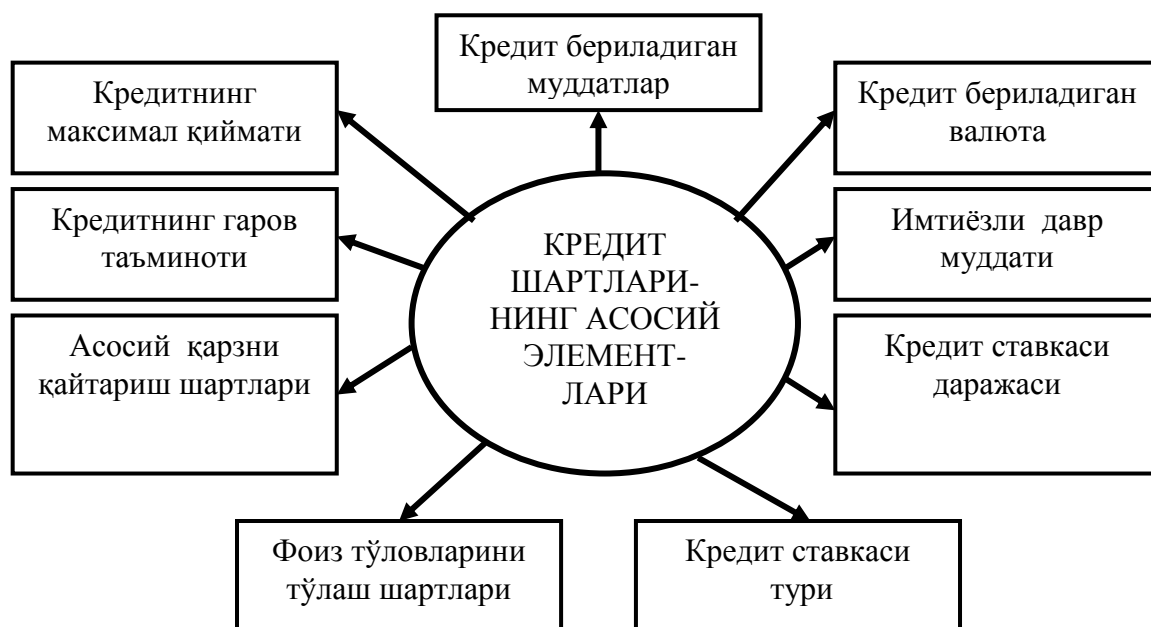 Кредит бериладиган
муддатлар
Кредитнинг
максимал қиймати
Кредит бериладиган
валюта
Кредитнинг гаров
таъминоти
КРЕДИТ
ШАРТЛАРИ-
НИНГ АСОСИЙ
ЭЛЕМЕНТ-
ЛАРИ
Имтиёзли давр
муддати
Асосий қарзни
қайтариш шартлари
Кредит ставкаси
даражаси
Фоиз тўловларини
тўлаш шартлари
Кредит ставкаси
тури